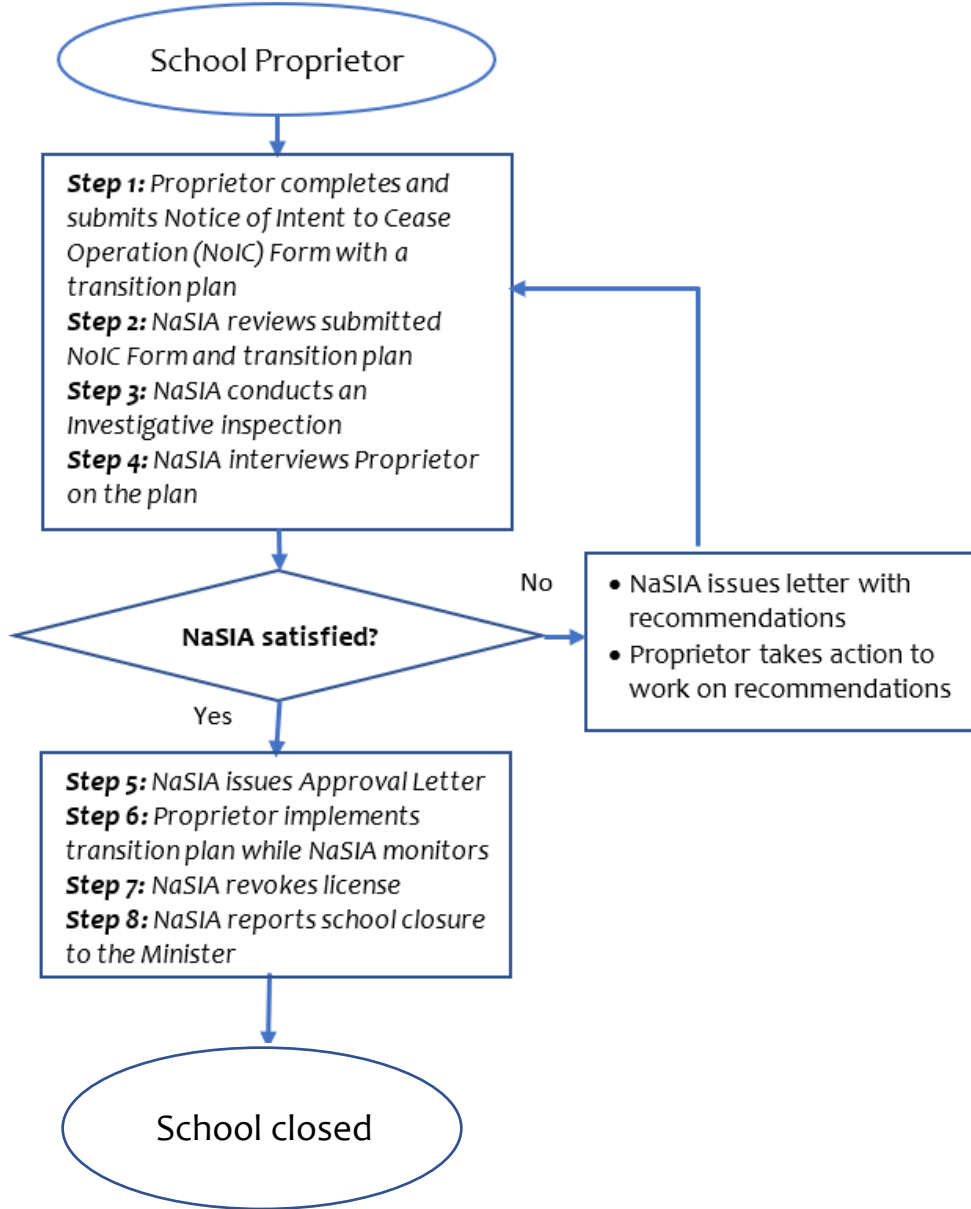 School Proprietor
Step 1: Proprietor completes and
submits Notice of Intent to Cease
Operation (NoIC) Form with a
transition plan
Step 2: NaSIA reviews submitted
NoIC Form and transition plan
Step 3: NaSIA conducts an
Investigative inspection
Step 4: NaSIA interviews Proprietor
on the plan
NaSIA satisfied?
No
• NaSIA issues letter with
recommendations
• Proprietor takes action to
work on recommendations
Yes
Step 5: NaSIA issues Approval Letter
Step 6: Proprietor implements
transition plan while NaSIA monitors
Step 7: NaSIA revokes license
Step 8: NaSIA reports school closure
to the Minister
School closed